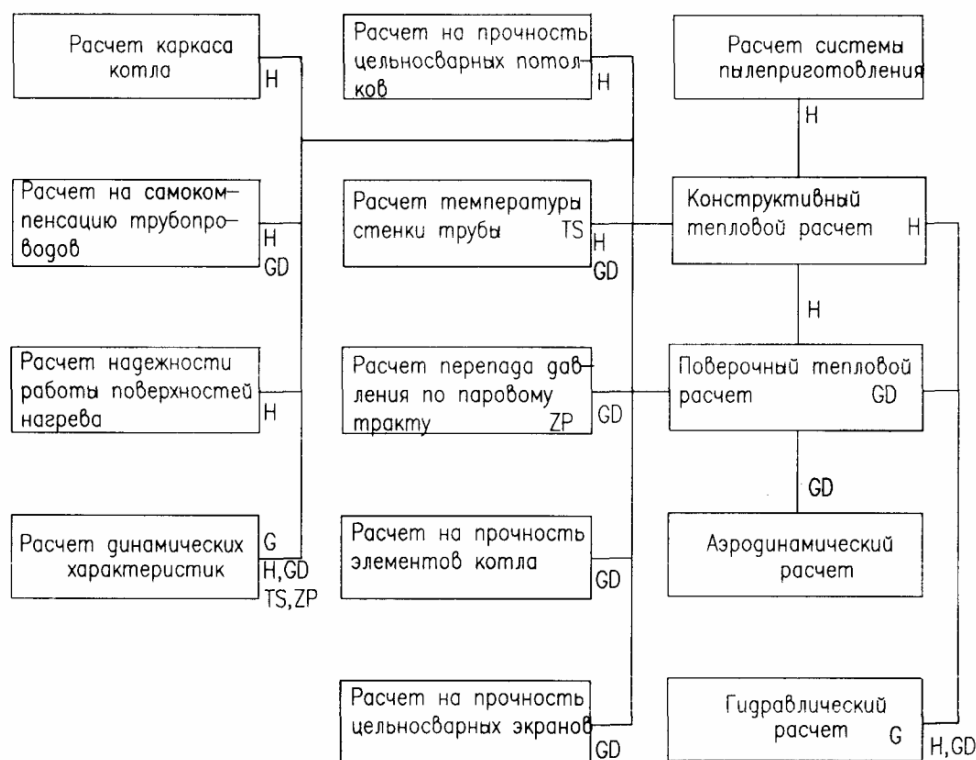 Расчет каркаса
котла
H
Расчет на прочность
цельносварных потол-
ков
H
Расчет системы
пылеприготовления
H
Расчет на самоком-
пенсацию трубопро-
водов
H
GD
Расчет температуры
стенки трубы TS
H
GD
Конструктивный
тепловой расчет H
H
Расчет надежности
работы поверхностей
нагрева
H
Расчет перепада дав-
ления по паровому
тракту ZP
GD
Поверочный тепловой
расчет GD
GD
Расчет динамических
характеристик
G
H,GD
TS,ZP
Расчет на прочность
элементов котла
GD
Аэродинамический
расчет
Расчет на прочность
цельносварных экранов
GD
Гидравлический
расчет G
H,GD